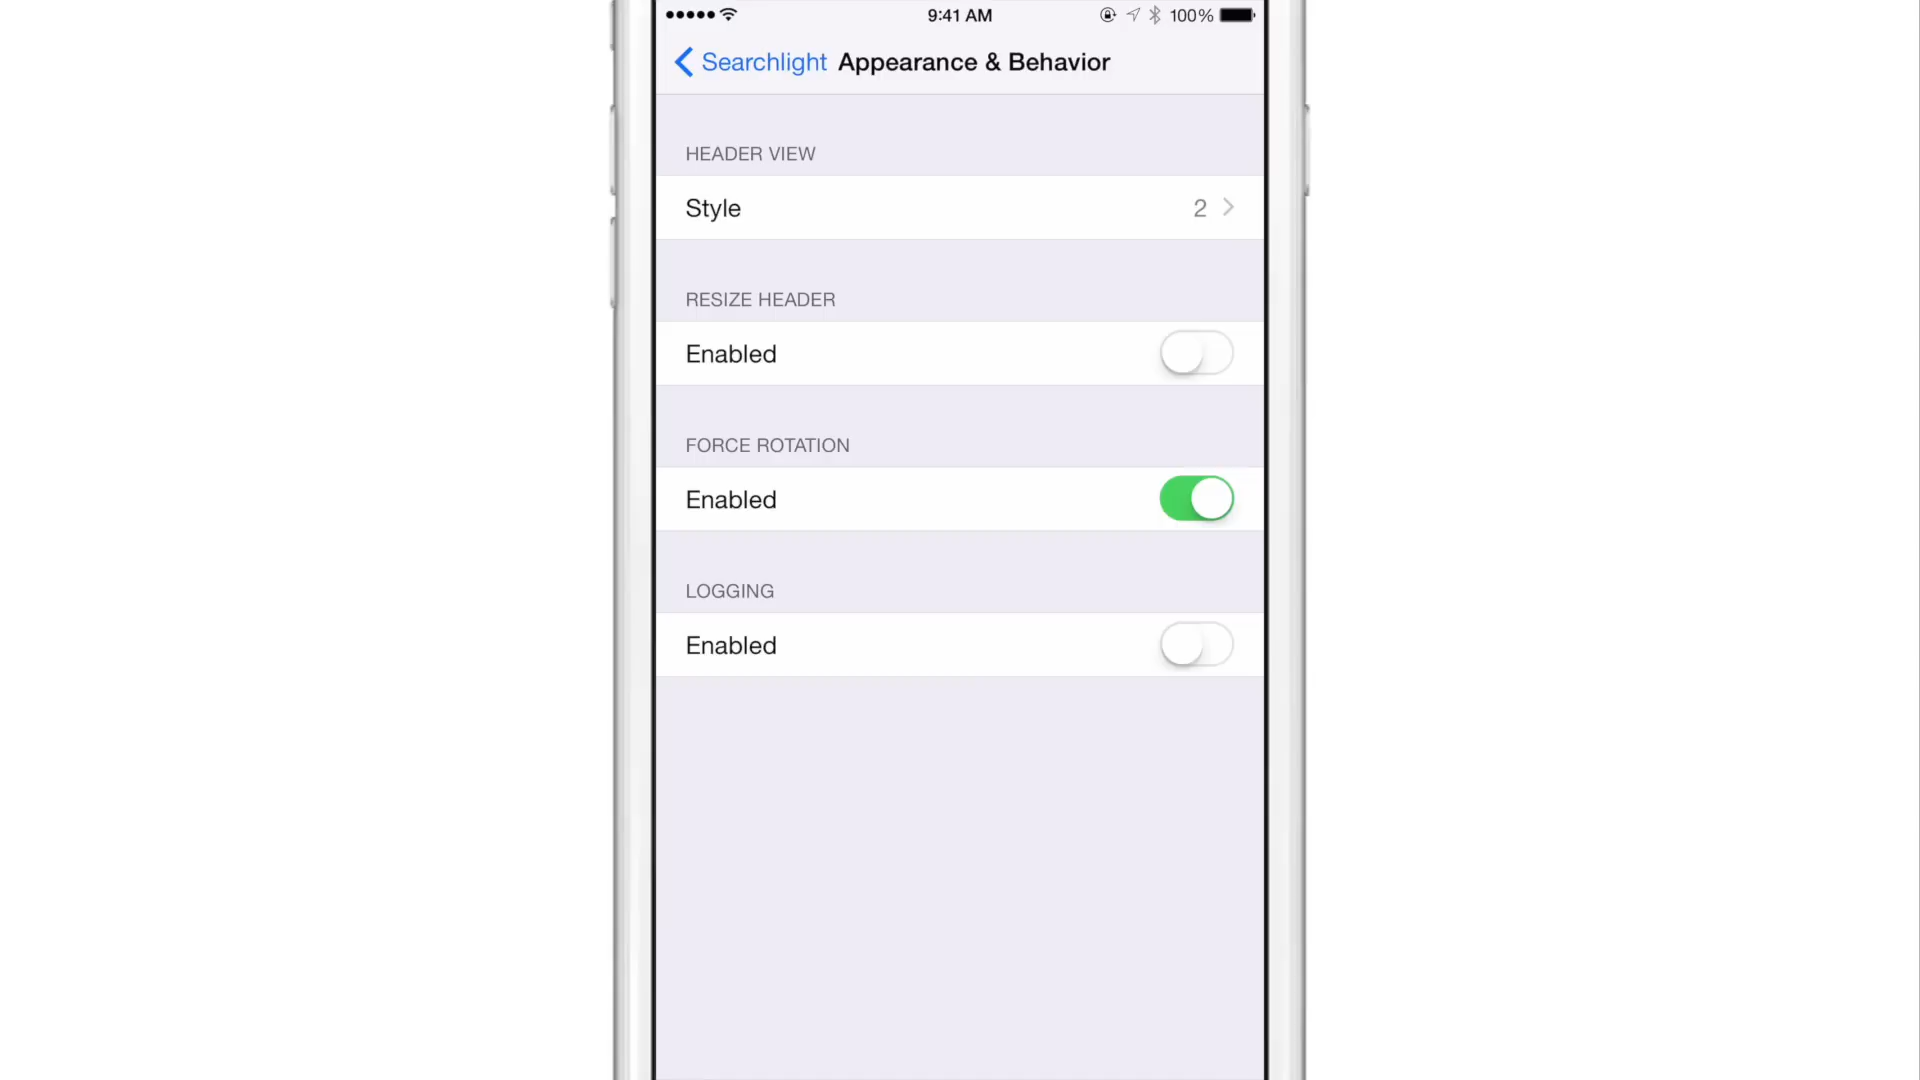 9:41 AM 100%
Searchlight Appearance & Behavior
HEADER VIEW
Style 2
RESIZE HEADER
Enabled
FORCE ROTATION
Enabled
LOGGING
Enabled